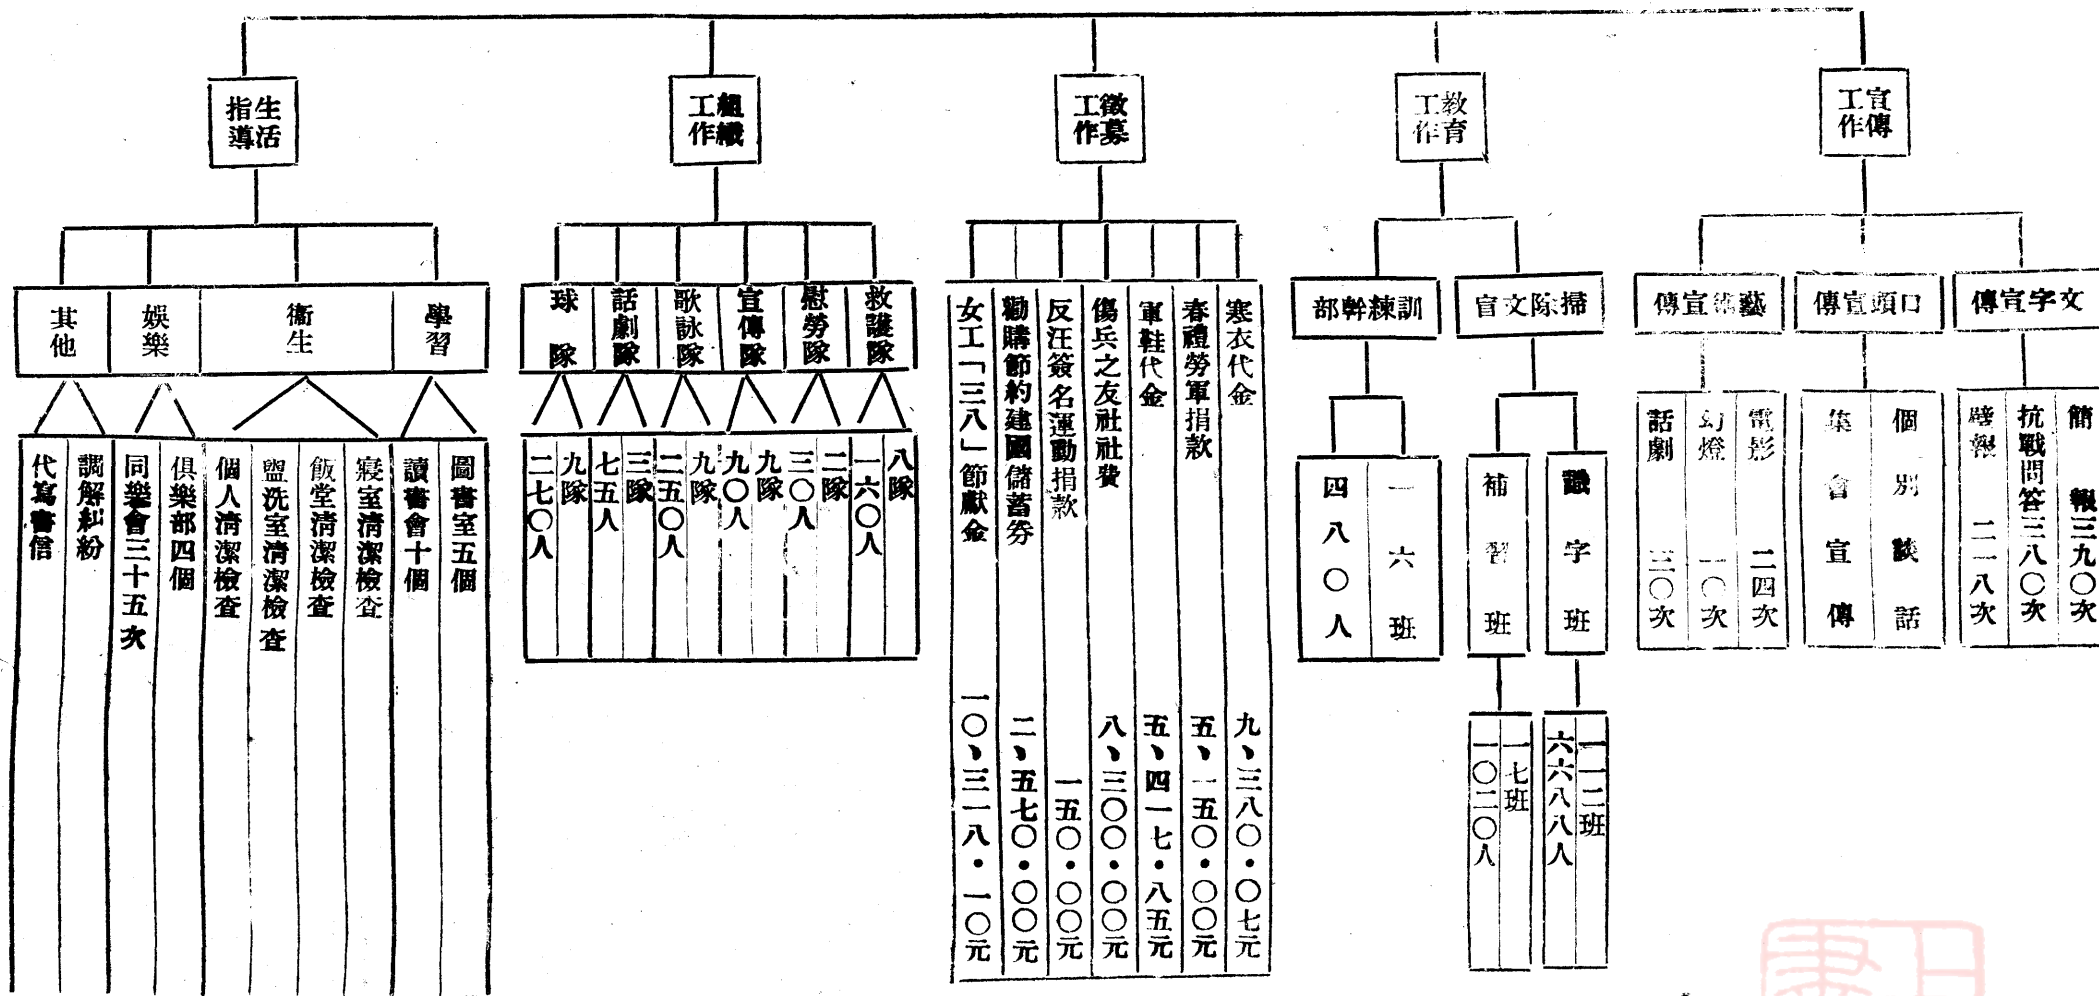 宣傳工作
文字宣傳
簡報三九〇次
抗戰問答三八〇次
壁報二一八次
口頭宣傳
個別談話
集會宣傳
藝術宣傳
電影二四次
幻燈一〇次
話劇三〇次
教育工作
掃除文盲
識字班
一一二班
六六八八人
補習班
一七班
一〇二〇人
訓練幹部
一六班
四八〇人
徵募工作
寒衣代金九、三八〇・〇七元
春禮勞軍捐款五、一五〇・〇〇元
軍鞋代金五、四一七・八五元
傷兵之友社社費八、三〇〇・〇〇元
反汪簽名運動捐款一五〇・〇〇元
勸購節約建國儲蓄券二、五七〇・〇〇元
女工「三八」節獻金一〇、三一八・一〇元
組織工作
救護隊
八隊
一六〇人
慰勞隊
二隊
三〇人
宣傳隊
九隊
九〇人
歌詠隊
九隊
二五〇人
話劇隊
三隊
七五人
球隊
九隊
二七〇人
生活指導
學習
圖書室五個
讀書會十個
衞生
寢室清潔檢查
飯堂清潔檢查
盥洗室清潔檢查
個人清潔檢查
娛樂
俱樂部四個
同樂會三十五次
其他
調解糾紛
代寫書信